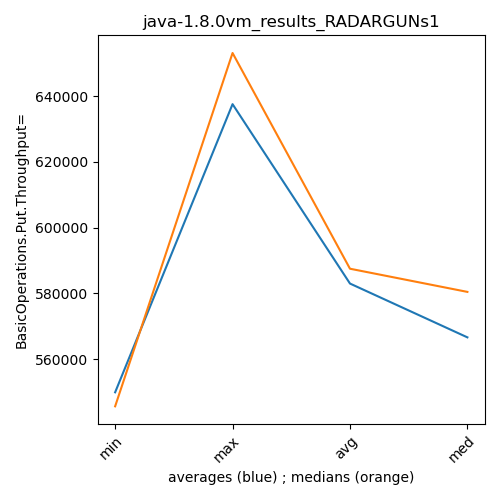 java-1.8.0vm_results_RADARGUNs1
BasicOperations.Put.Throughput=
640000
620000
600000
580000
560000
min
max
avg
med
averages (blue) ; medians (orange)